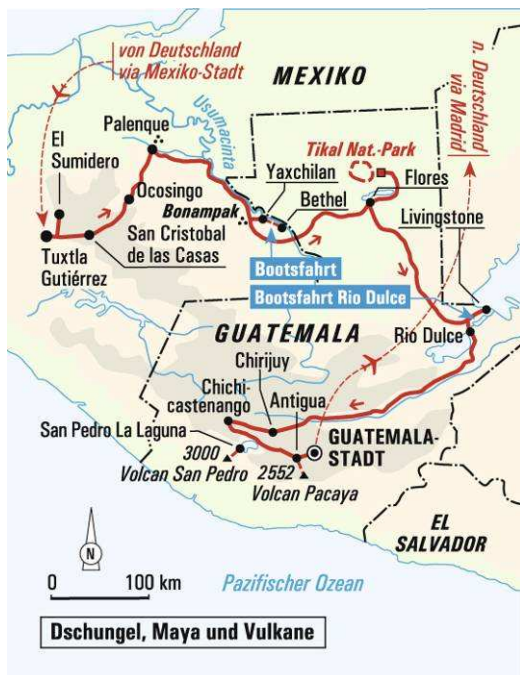 von Deutschland
via Mexiko-Stadt
n. Deutschland
via Madrid
MEXIKO
El
Sumidero
Palenque
Usumacinta
Tikal Nat.-Park
Yaxchilan
Flores
Ocosingo
Bonampak
Bethel
Livingstone
San Cristobal
de las Casas
Tuxtla
Gutiérrez
Bootsfahrt
Bootsfahrt Rio Dulce
GUATEMALA
Rio Dulce
Chirijuy
Chichi-
castenango
Antigua
San Pedro La Laguna
GUATEMALA-
STADT
3000
Volcan San Pedro
2552
Volcan Pacaya
EL
SALVADOR
N
0 100 km
Pazifischer Ozean
Dschungel, Maya und Vulkane